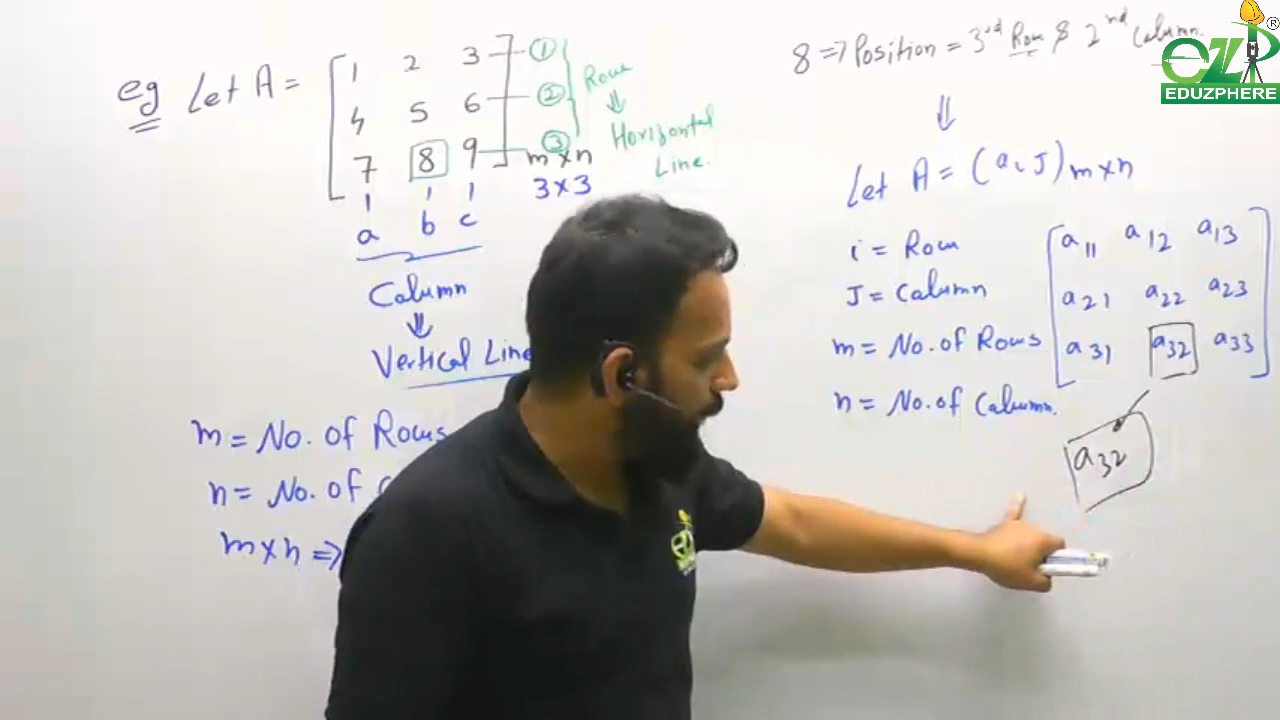 eg Let A = [1 2 3 ①
4 5 6 ②
7 8 9] ③ m×n
3×3
Rows
⇓
Horizontal
Line.
a b c
Column
⇓
Vertical Line
m = No. of Rows
n = No. of C
m×n ⇒
8 ⇒ Position = 3rd Row & 2nd Column.
⇓
Let A = (aiJ) m×n
i = Row
J = Column
m = No. of Rows
n = No. of Column.
[a11 a12 a13
a21 a22 a23
a31 a32 a33]
a32
EZ
EDUZPHERE
®